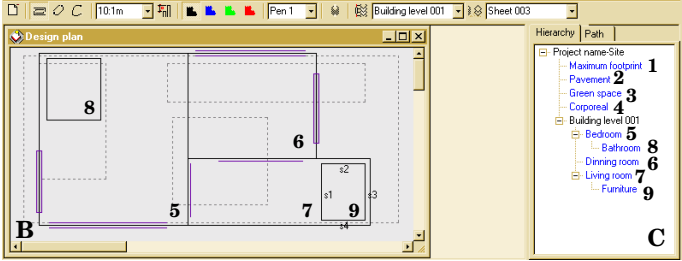 10:1m Pen 1 Building level 001 Sheet 003
Design plan
8
6
s2
s1 s3
5 7 9
s4
B
Hierarchy Path
Project name-Site
Maximum footprint 1
Pavement 2
Green space 3
Corporeal 4
Building level 001
Bedroom 5
Bathroom 8
Dinning room 6
Living room 7
Furniture 9
C